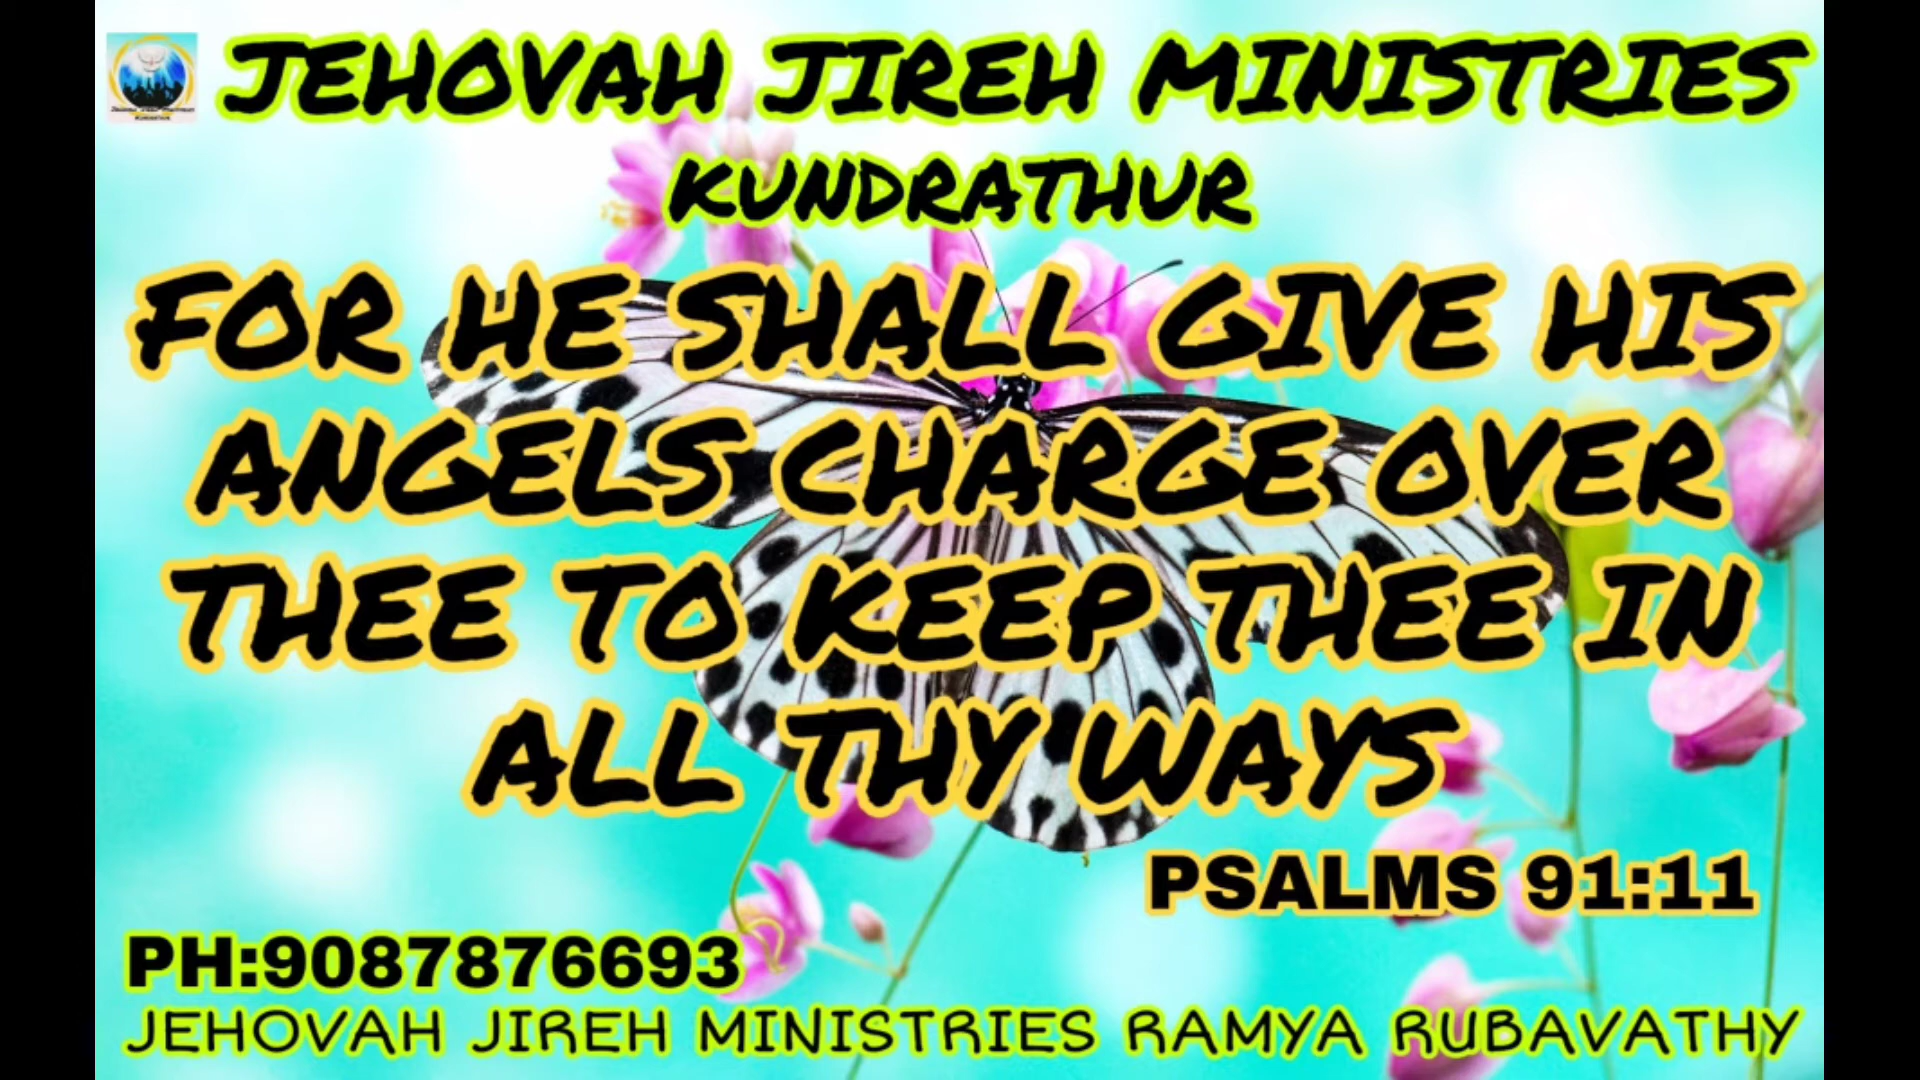 JEHOVAH JIREH MINISTRIES
KUNDRATHUR
FOR HE SHALL GIVE HIS
ANGELS CHARGE OVER
THEE TO KEEP THEE IN
ALL THY WAYS
PSALMS 91:11
PH:9087876693
JEHOVAH JIREH MINISTRIES RAMYA RUBAVATHY